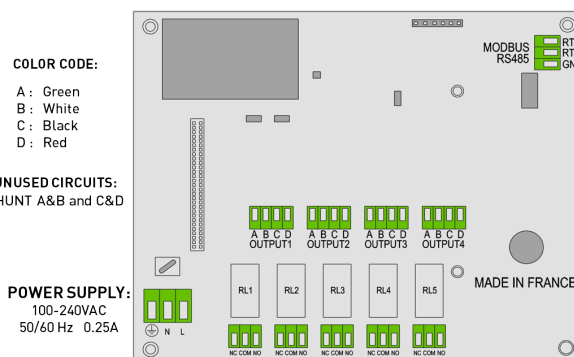 COLOR CODE:
A : Green
B : White
C : Black
D : Red
UNUSED CIRCUITS:
HUNT A&B and C&D
POWER SUPPLY:
100-240VAC
50/60 Hz 0.25A
N L
MODBUS
RS485
RT
RT
GN
A B C D
OUTPUT1
A B C D
OUTPUT2
A B C D
OUTPUT3
A B C D
OUTPUT4
RL1
RL2
RL3
RL4
RL5
MADE IN FRANCE
NC COM NO
NC COM NO
NC COM NO
NC COM NO
NC COM NO